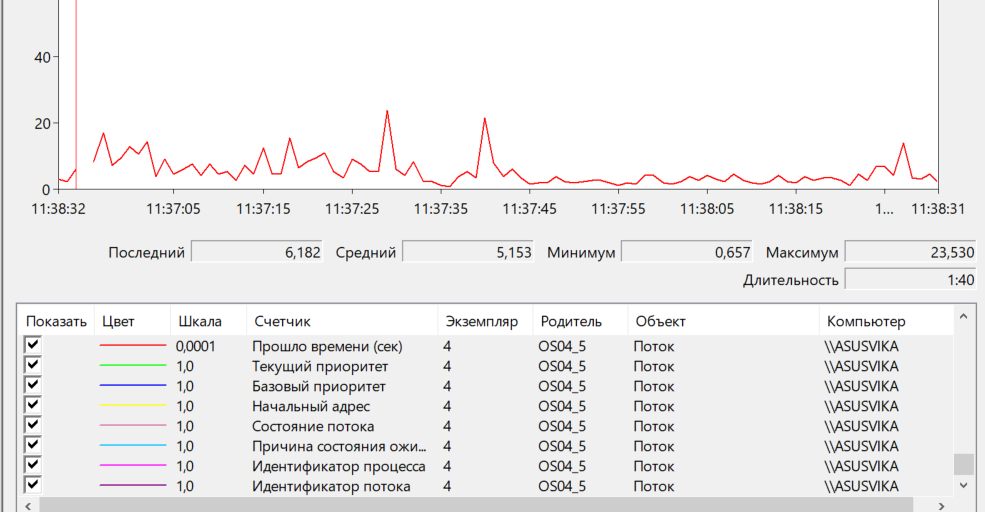 40
20
0
11:38:32 11:37:05 11:37:15 11:37:25 11:37:35 11:37:45 11:37:55 11:38:05 11:38:15 1... 11:38:31
Последний 6,182 Средний 5,153 Минимум 0,657 Максимум 23,530
Длительность 1:40
Показать Цвет Шкала Счетчик Экземпляр Родитель Объект Компьютер
0,0001 Прошло времени (сек) 4 OS04_5 Поток \\ASUSVIKA
1,0 Текущий приоритет 4 OS04_5 Поток \\ASUSVIKA
1,0 Базовый приоритет 4 OS04_5 Поток \\ASUSVIKA
1,0 Начальный адрес 4 OS04_5 Поток \\ASUSVIKA
1,0 Состояние потока 4 OS04_5 Поток \\ASUSVIKA
1,0 Причина состояния ожи... 4 OS04_5 Поток \\ASUSVIKA
1,0 Идентификатор процесса 4 OS04_5 Поток \\ASUSVIKA
1,0 Идентификатор потока 4 OS04_5 Поток \\ASUSVIKA